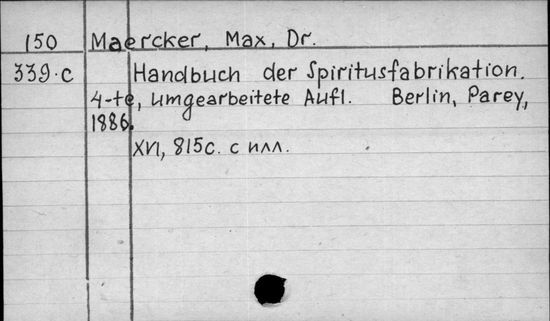 150 Maercker, Max, Dr.
339.c Handbuch der Spiritusfabrikation.
4-te, umgearbeitete Aufl. Berlin, Parey,
1886.
XVI, 815с. с илл.